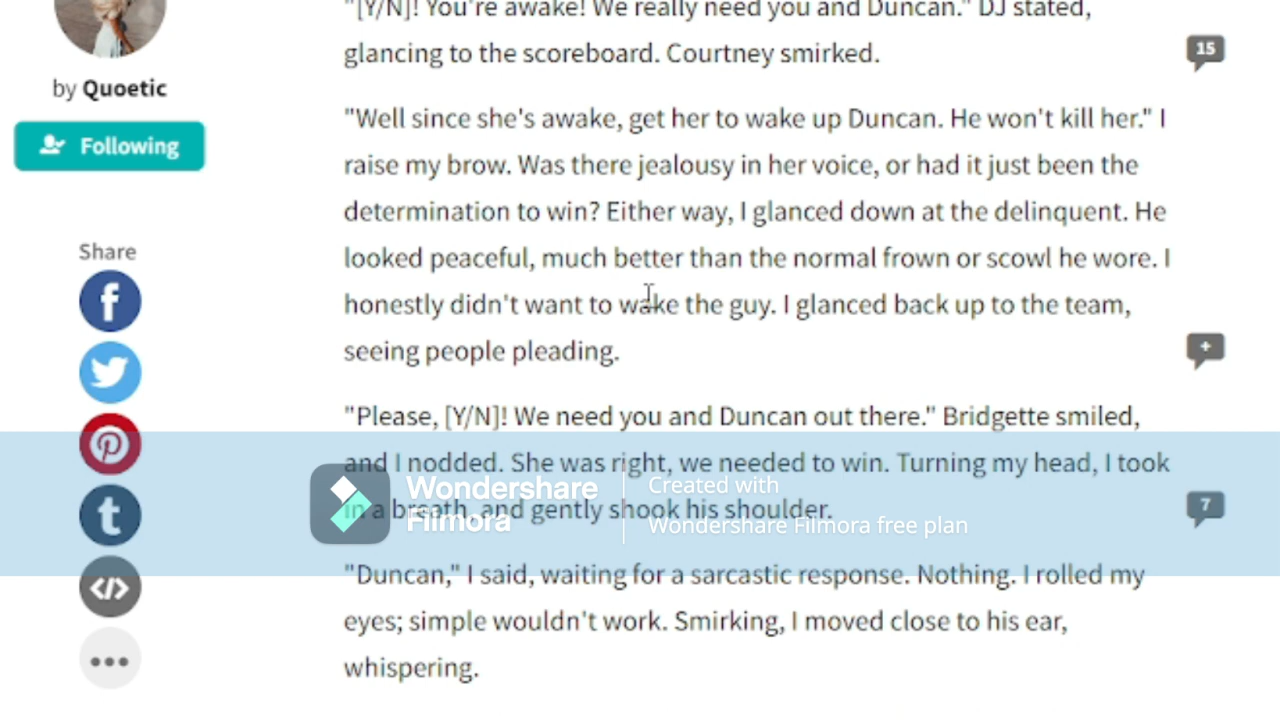 "[Y/N]! You're awake! We really need you and Duncan." DJ stated,
glancing to the scoreboard. Courtney smirked.
15
by Quoetic
Following
"Well since she's awake, get her to wake up Duncan. He won't kill her." I
raise my brow. Was there jealousy in her voice, or had it just been the
determination to win? Either way, I glanced down at the delinquent. He
looked peaceful, much better than the normal frown or scowl he wore. I
honestly didn't want to wake the guy. I glanced back up to the team,
seeing people pleading.
+
Share
f
t
</>
"Please, [Y/N]! We need you and Duncan out there." Bridgette smiled,
and I nodded. She was right, we needed to win. Turning my head, I took
in a breath, and gently shook his shoulder.
7
Wondershare
Filmora
Created with
Wondershare Filmora free plan
"Duncan," I said, waiting for a sarcastic response. Nothing. I rolled my
eyes; simple wouldn't work. Smirking, I moved close to his ear,
whispering.